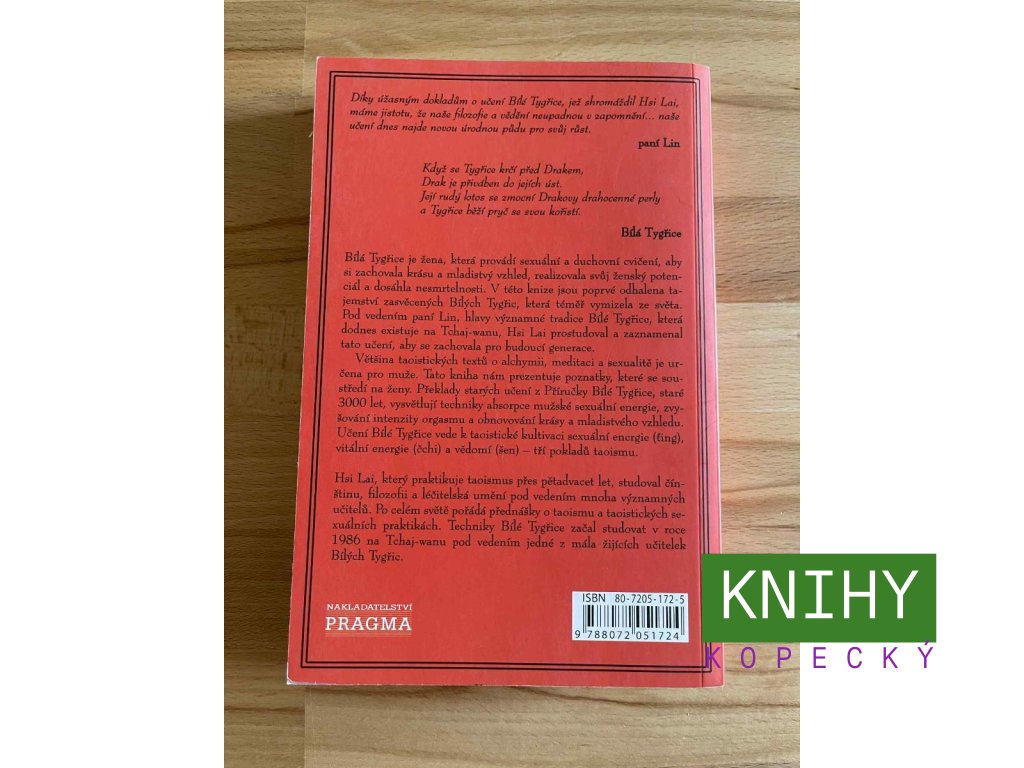 Díky úžasným dokladům o učení Bílé Tygřice, jež shromáždil Hsi Lai,
máme jistotu, že naše filozofie a vědění neupadnou v zapomnění... naše
učení dnes najde novou úrodnou půdu pro svůj růst.
paní Lin
Když se Tygřice krčí před Drakem,
Drak je přiváben do jejích úst.
Její rudý lotos se zmocní Drakovy drahocenné perly
a Tygřice běží pryč se svou kořistí.
Bílá Tygřice
Bílá Tygřice je žena, která provádí sexuální a duchovní cvičení, aby
si zachovala krásu a mladistvý vzhled, realizovala svůj ženský poten-
ciál a dosáhla nesmrtelnosti. V této knize jsou poprvé odhalena ta-
jemství zasvěcených Bílých Tygřic, která téměř vymizela ze světa.
Pod vedením paní Lin, hlavy významné tradice Bílé Tygřice, která
dodnes existuje na Tchaj-wanu, Hsi Lai prostudoval a zaznamenal
tato učení, aby se zachovala pro budoucí generace.
Většina taoistických textů o alchymii, meditaci a sexualitě je ur-
čena pro muže. Tato kniha nám prezentuje poznatky, které se sou-
středí na ženy. Překlady starých učení z Příručky Bílé Tygřice, staré
3000 let, vysvětlují techniky absorpce mužské sexuální energie, zvy-
šování intenzity orgasmu a obnovování krásy a mladistvého vzhledu.
Učení Bílé Tygřice vede k taoistické kultivaci sexuální energie (ťing),
vitální energie (čchi) a vědomí (šen) – tří pokladů taoismu.
Hsi Lai, který praktikuje taoismus přes pětadvacet let, studoval čín-
štinu, filozofii a léčitelská umění pod vedením mnoha významných
učitelů. Po celém světě pořádá přednášky o taoismu a taoistických se-
xuálních praktikách. Techniky Bílé Tygřice začal studovat v roce
1986 na Tchaj-wanu pod vedením jedné z mála žijících učitelek
Bílých Tygřic.
NAKLADATELSTVÍ
PRAGMA
ISBN 80-7205-172-5
9 788072 051724
KNIHY
KOPECKÝ